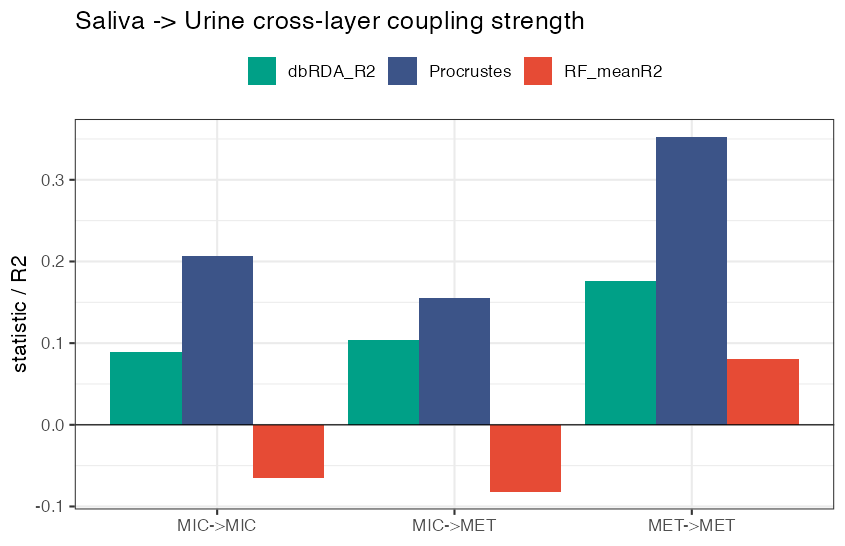 Saliva -> Urine cross-layer coupling strength
dbRDA_R2 Procrustes RF_meanR2
statistic / R2
0.3
0.2
0.1
0.0
-0.1
MIC->MIC MIC->MET MET->MET